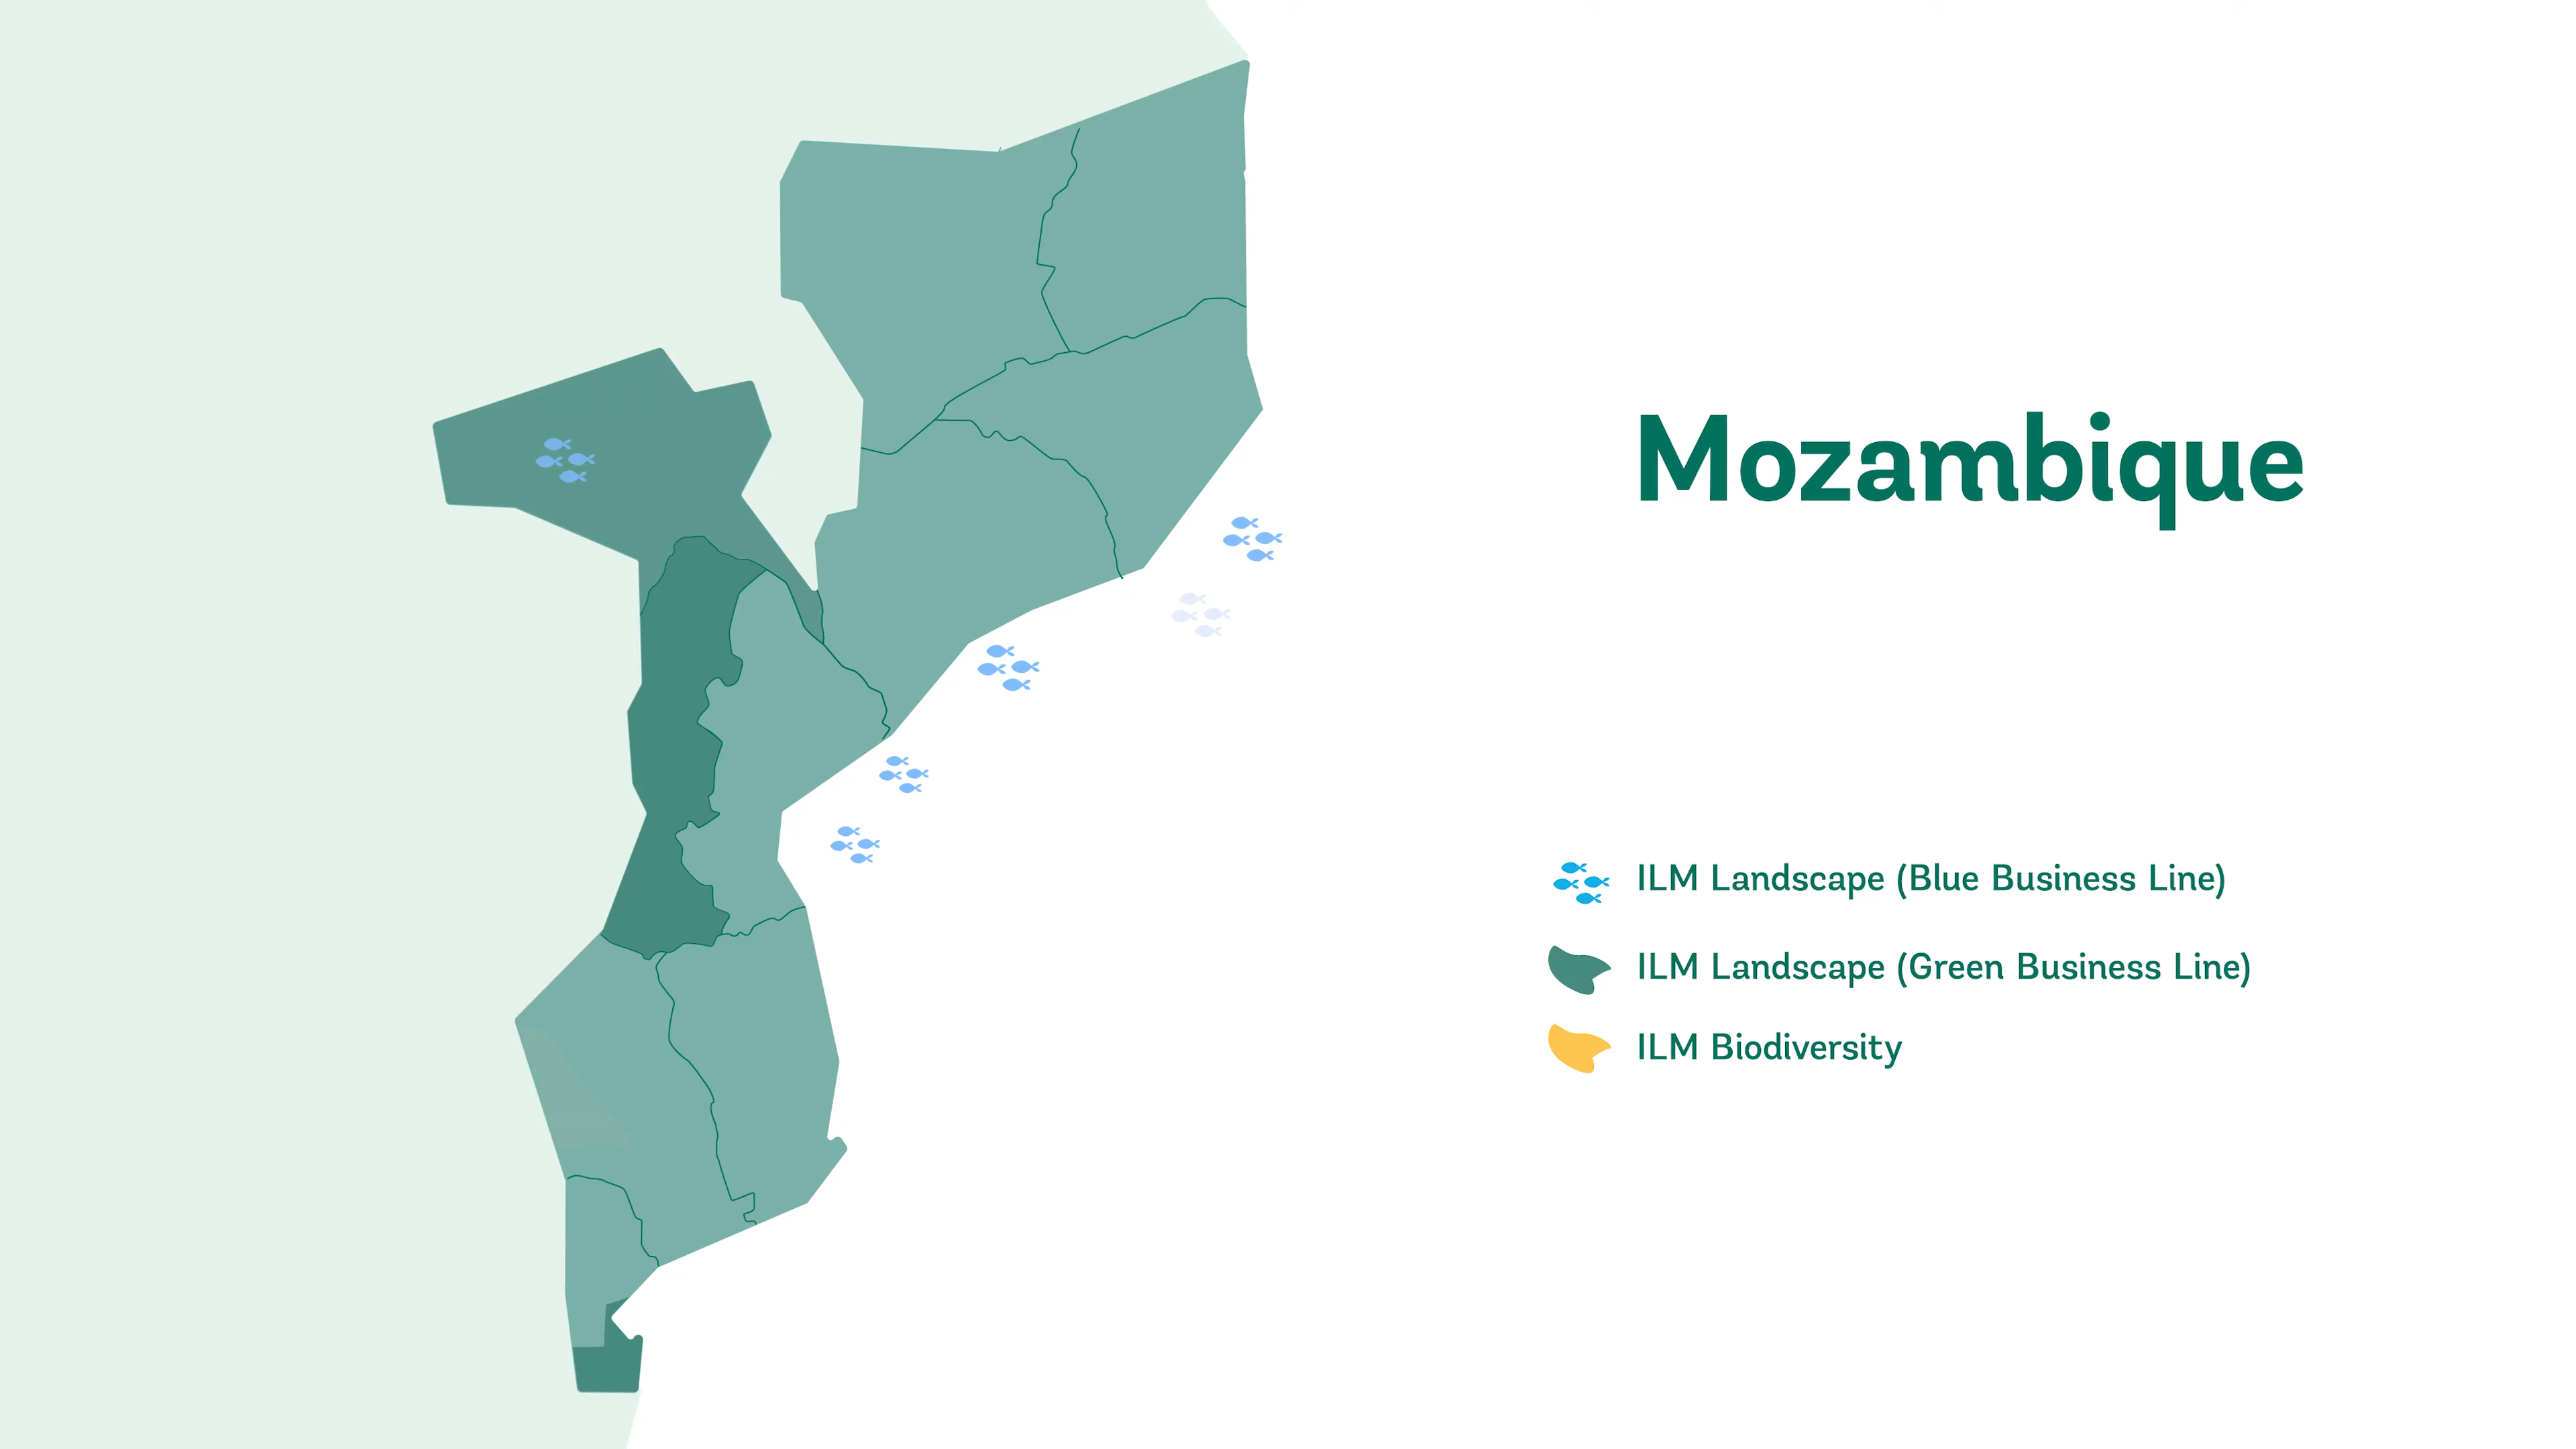 Mozambique
ILM Landscape (Blue Business Line)
ILM Landscape (Green Business Line)
ILM Biodiversity